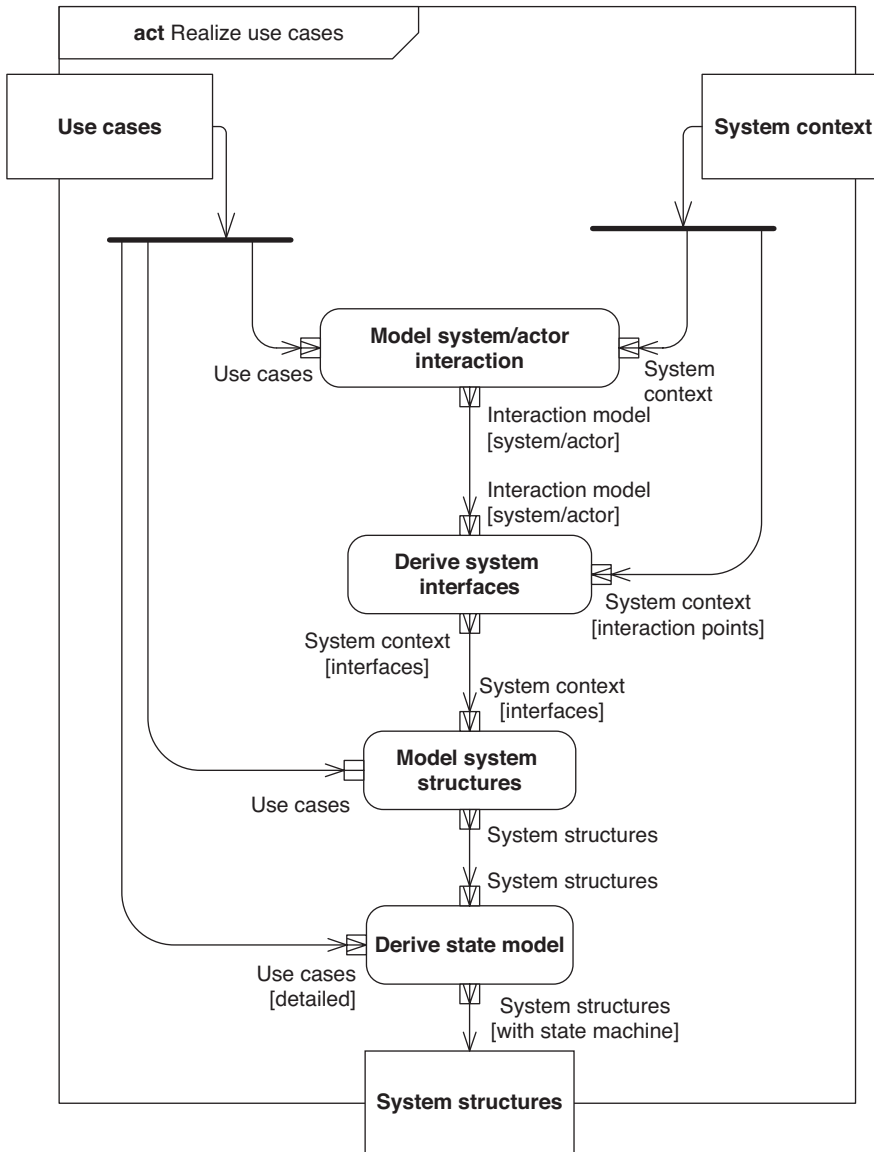 act Realize use cases
Use cases
System context
Model system/actor
interaction
Use cases
System
context
Interaction model
[system/actor]
Interaction model
[system/actor]
Derive system
interfaces
System context
[interaction points]
System context
[interfaces]
System context
[interfaces]
Model system
structures
Use cases
System structures
System structures
Derive state model
Use cases
[detailed]
System structures
[with state machine]
System structures